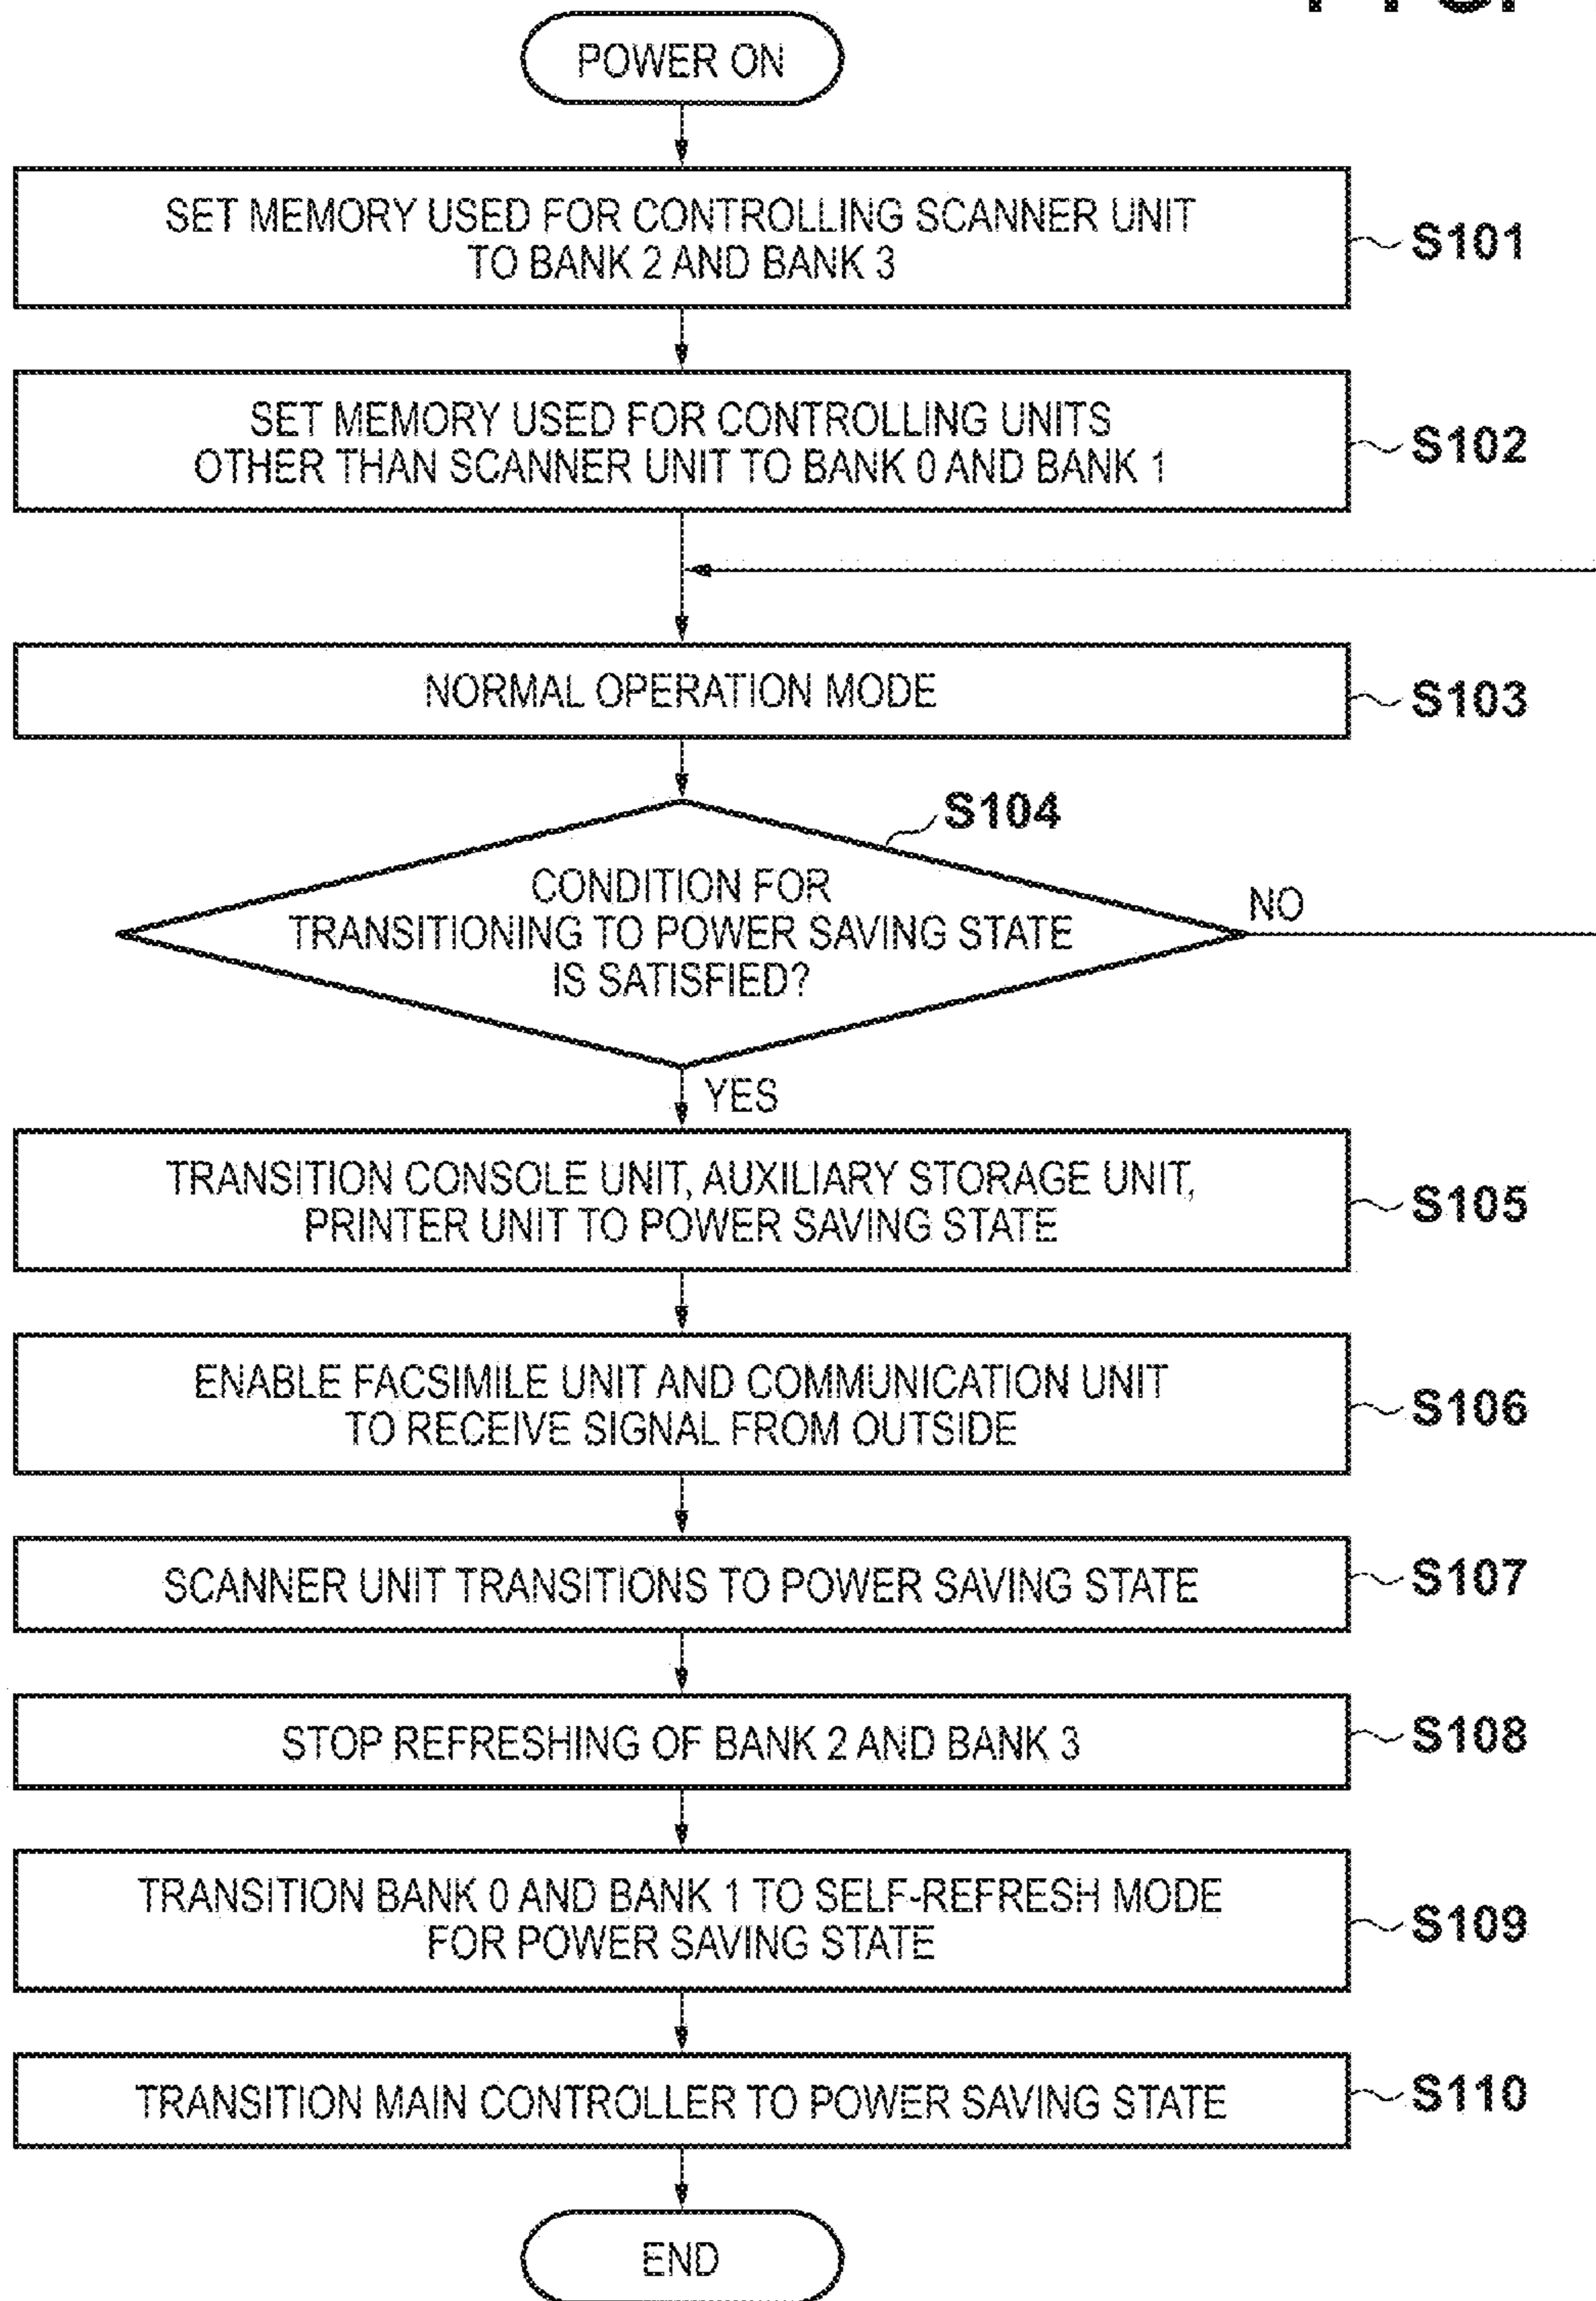 POWER ON
SET MEMORY USED FOR CONTROLLING SCANNER UNIT
TO BANK 2 AND BANK 3
S101
SET MEMORY USED FOR CONTROLLING UNITS
OTHER THAN SCANNER UNIT TO BANK 0 AND BANK 1
S102
NORMAL OPERATION MODE
S103
S104
CONDITION FOR
TRANSITIONING TO POWER SAVING STATE
IS SATISFIED?
NO
YES
TRANSITION CONSOLE UNIT, AUXILIARY STORAGE UNIT,
PRINTER UNIT TO POWER SAVING STATE
S105
ENABLE FACSIMILE UNIT AND COMMUNICATION UNIT
TO RECEIVE SIGNAL FROM OUTSIDE
S106
SCANNER UNIT TRANSITIONS TO POWER SAVING STATE
S107
STOP REFRESHING OF BANK 2 AND BANK 3
S108
TRANSITION BANK 0 AND BANK 1 TO SELF-REFRESH MODE
FOR POWER SAVING STATE
S109
TRANSITION MAIN CONTROLLER TO POWER SAVING STATE
S110
END